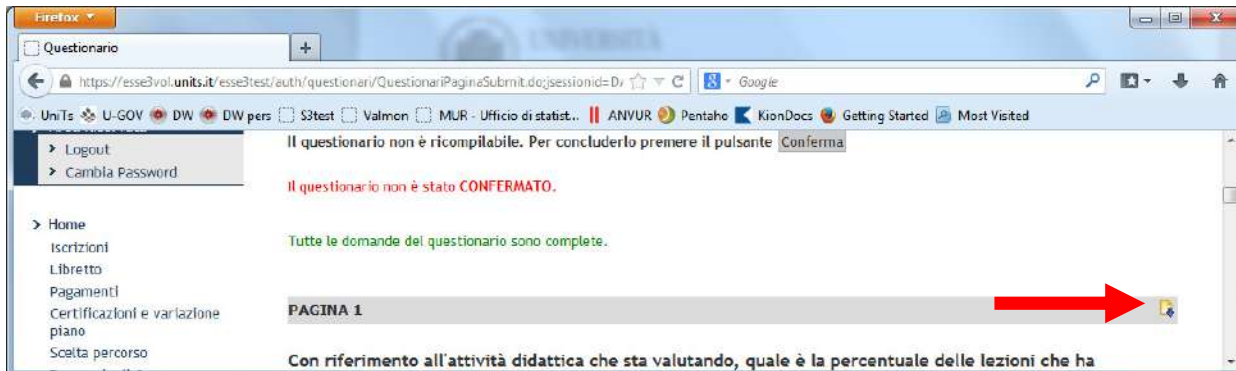 Firefox
UNIVERSITÀ
Questionario
https://esse3vol.units.it/esse3test/auth/questionari/QuestionariPaginaSubmit.do;jsessionid=D
Google
UniTs U-GOV DW DW pers S3test Valmon MUR - Ufficio di statist... ANVUR Pentaho KionDocs Getting Started Most Visited
Logout
Cambia Password
Il questionario non è ricompilabile. Per concluderlo premere il pulsante Conferma
Il questionario non è stato CONFERMATO.
Home
Iscrizioni
Libretto
Pagamenti
Certificazioni e variazione
piano
Scelta percorso
Tutte le domande del questionario sono complete.
PAGINA 1
Con riferimento all'attività didattica che sta valutando, quale è la percentuale delle lezioni che ha